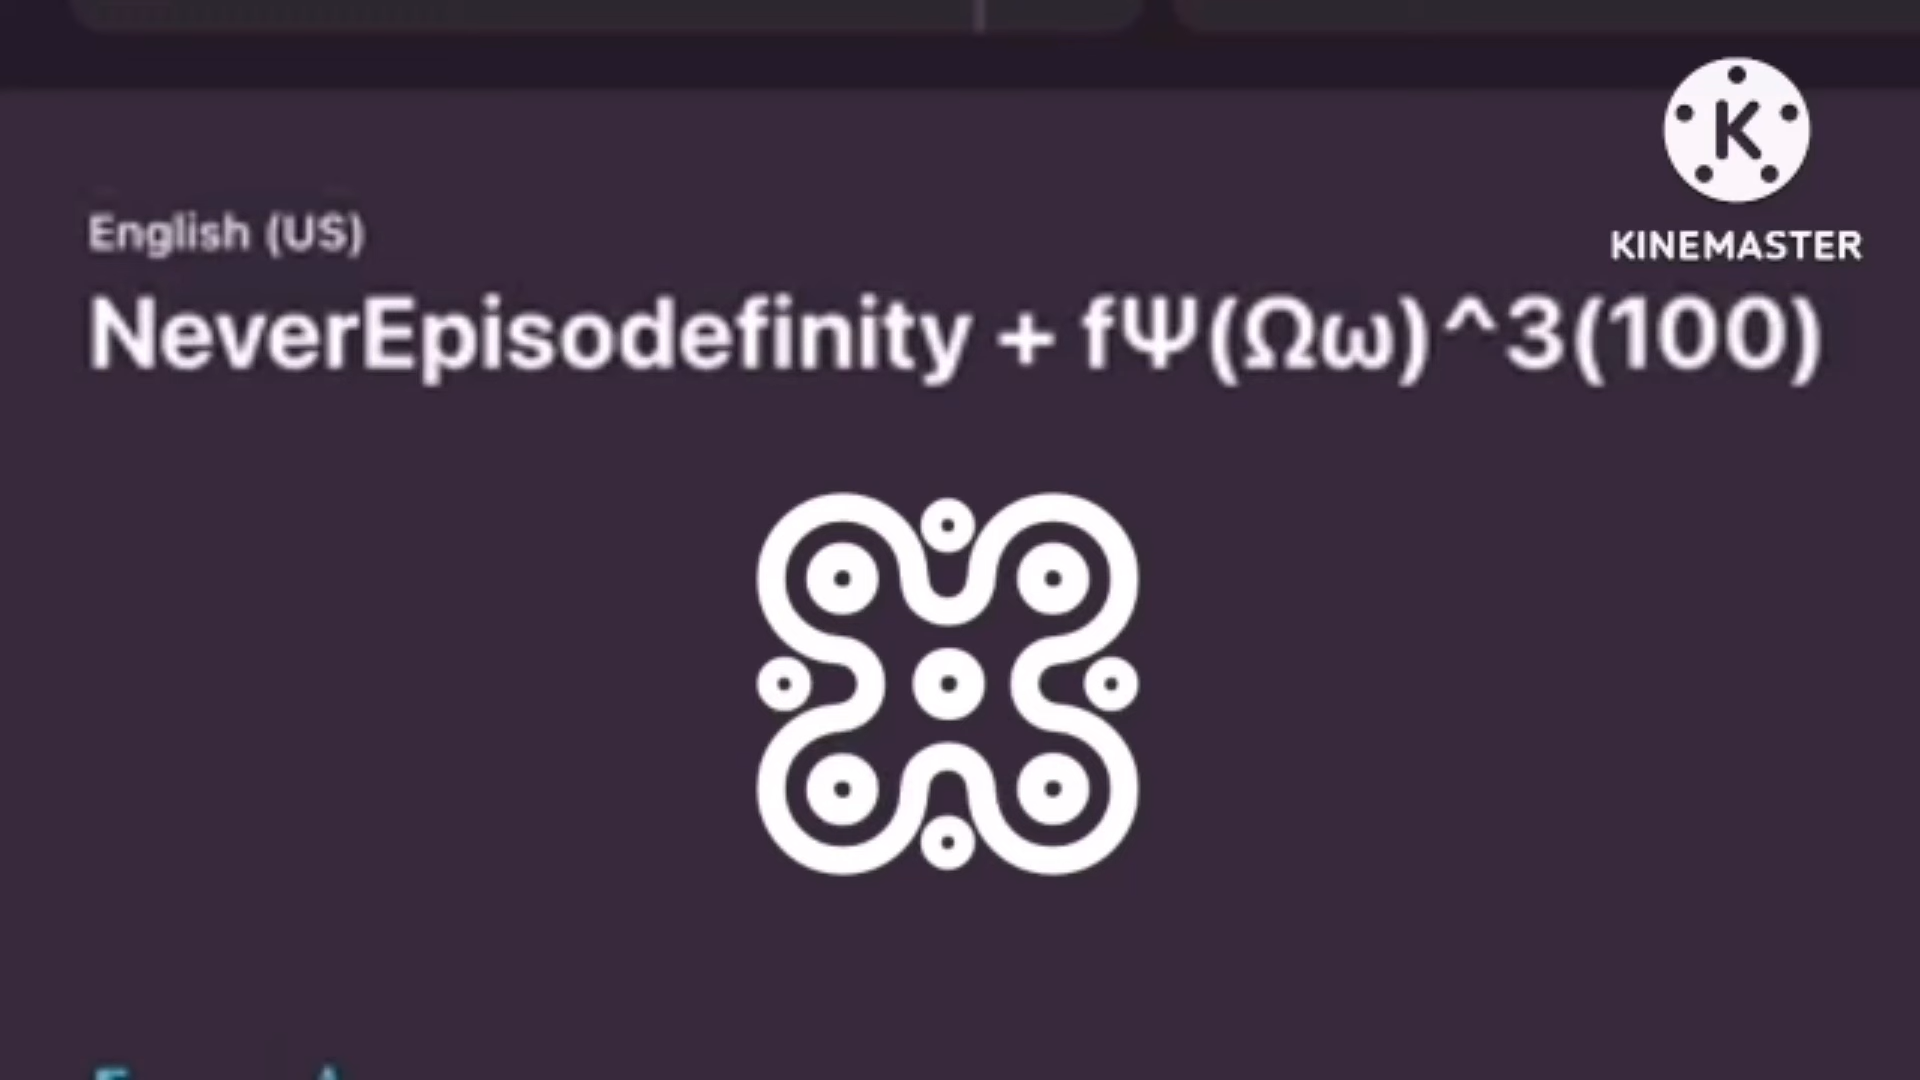 English (US)
K
KINEMASTER
NeverEpisodefinity + fΨ(Ωω)^3(100)